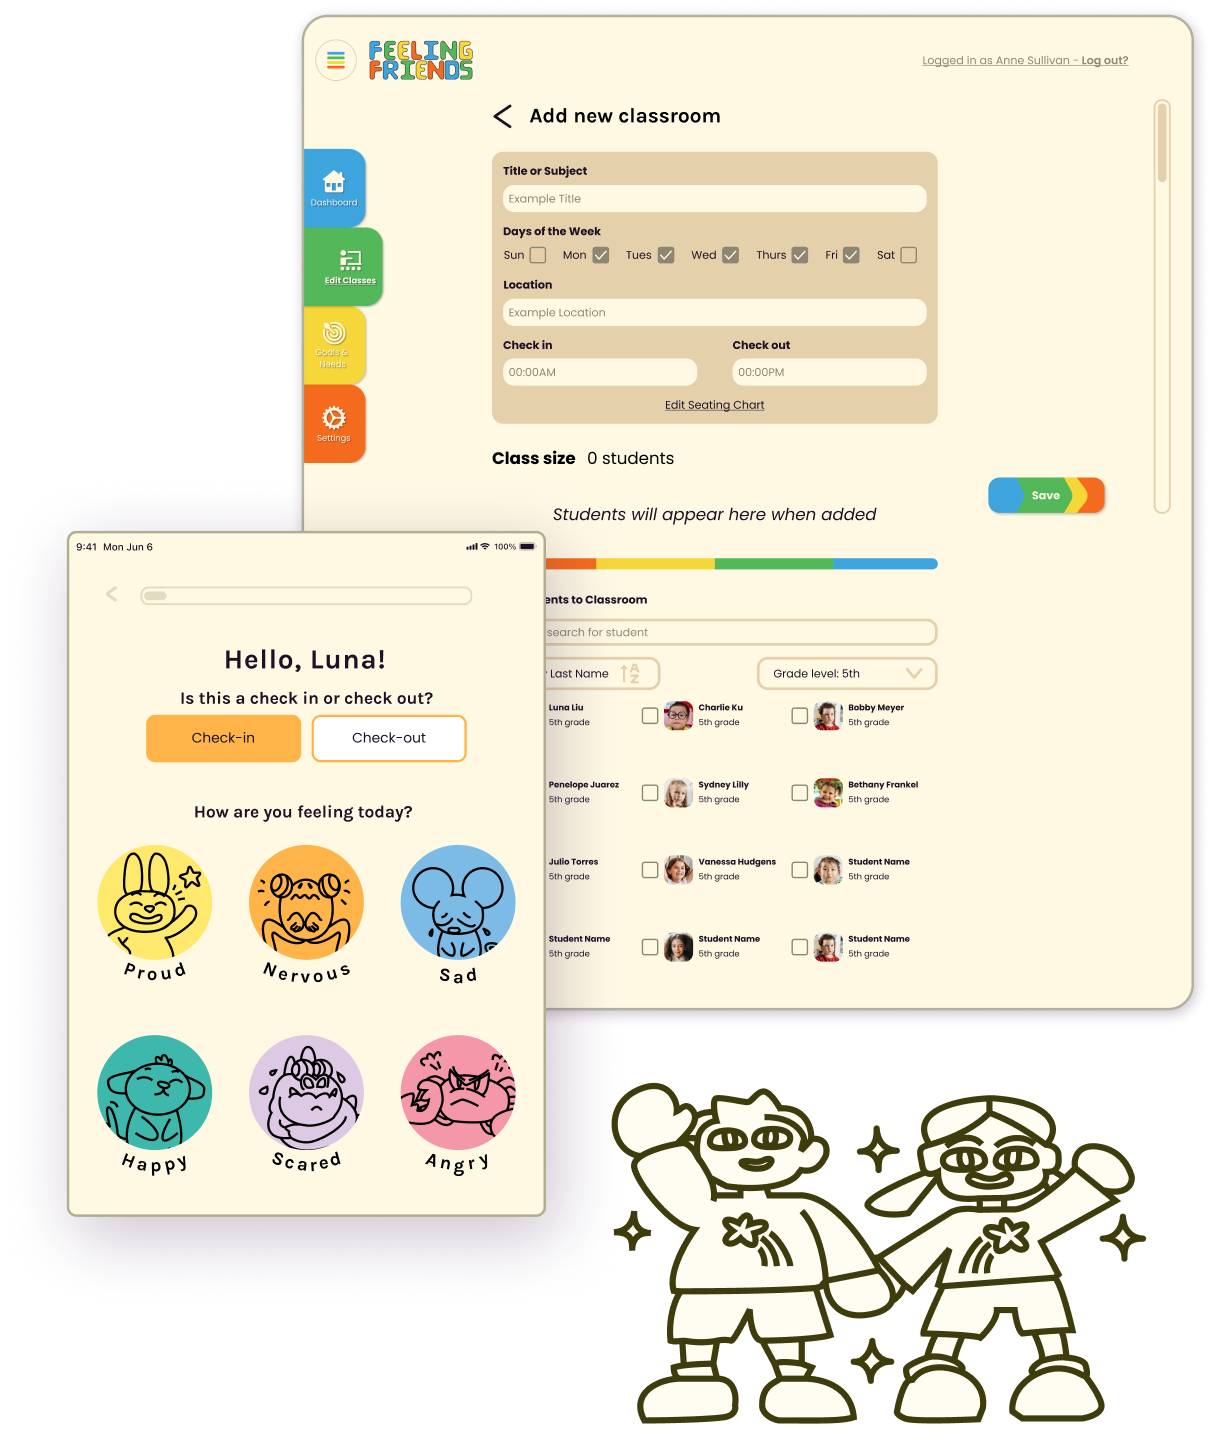 FEELING
FRIENDS
Logged in as Anne Sullivan - Log out?
Add new classroom
Dashboard
Edit Classes
Goals &
Needs
Settings
Title or Subject
Example Title
Days of the Week
Sun Mon Tues Wed Thurs Fri Sat
Location
Example Location
Check in Check out
00:00AM 00:00PM
Edit Seating Chart
Class size 0 students
Save
Students will appear here when added
ents to Classroom
search for student
Last Name A Z Grade level: 5th
Luna Liu Charlie Ku Bobby Meyer
5th grade 5th grade 5th grade
Penelope Juarez Sydney Lilly Bethany Frankel
5th grade 5th grade 5th grade
Julio Torres Vanessa Hudgens Student Name
5th grade 5th grade 5th grade
Student Name Student Name Student Name
5th grade 5th grade 5th grade
9:41 Mon Jun 6 100%
Hello, Luna!
Is this a check in or check out?
Check-in Check-out
How are you feeling today?
Proud Nervous Sad
Happy Scared Angry